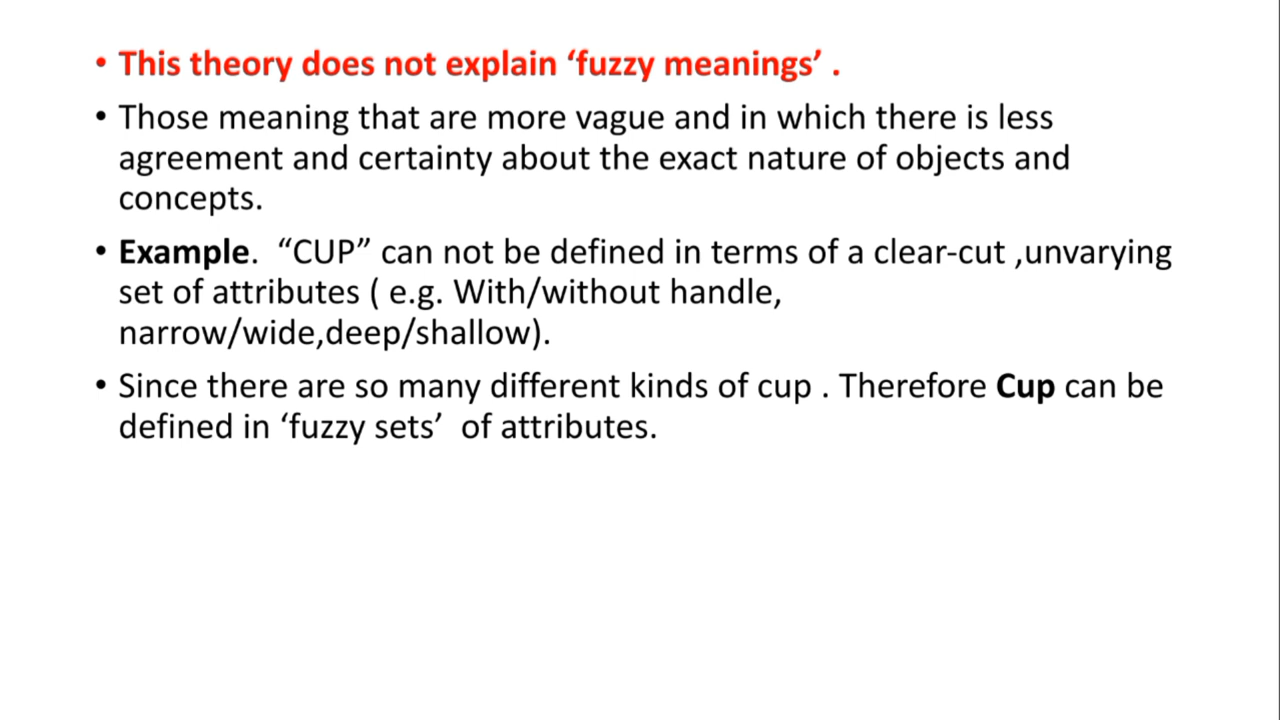 • This theory does not explain ‘fuzzy meanings’ .
• Those meaning that are more vague and in which there is less
agreement and certainty about the exact nature of objects and
concepts.
• Example.  “CUP” can not be defined in terms of a clear-cut ,unvarying
set of attributes ( e.g. With/without handle,
narrow/wide,deep/shallow).
• Since there are so many different kinds of cup . Therefore Cup can be
defined in ‘fuzzy sets’  of attributes.